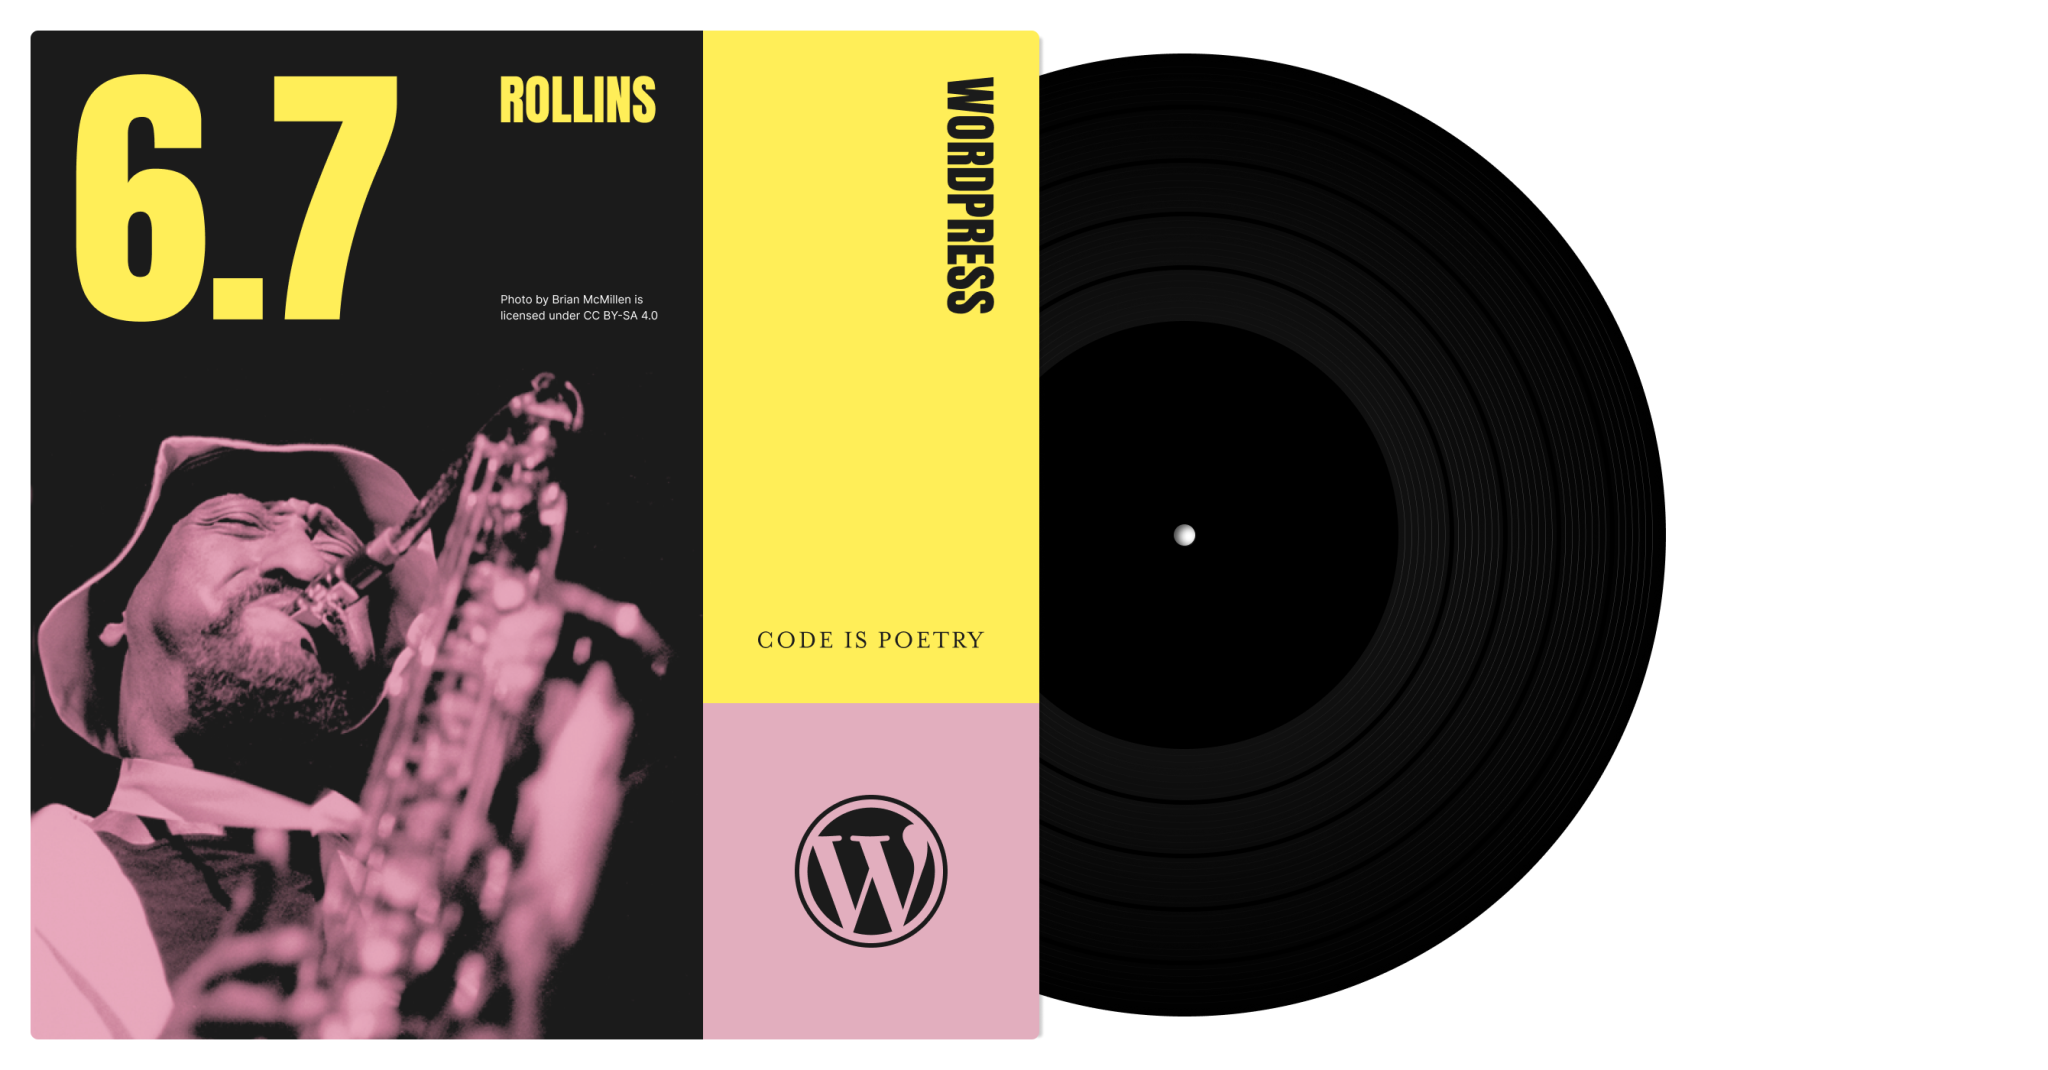 6.7
ROLLINS
Photo by Brian McMillen is
licensed under CC BY-SA 4.0
WORDPRESS
CODE IS POETRY
W